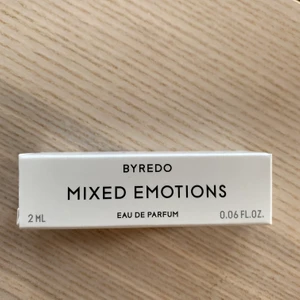 BYREDO
MIXED EMOTIONS
EAU DE PARFUM
2 ML
0.06 FL.OZ.